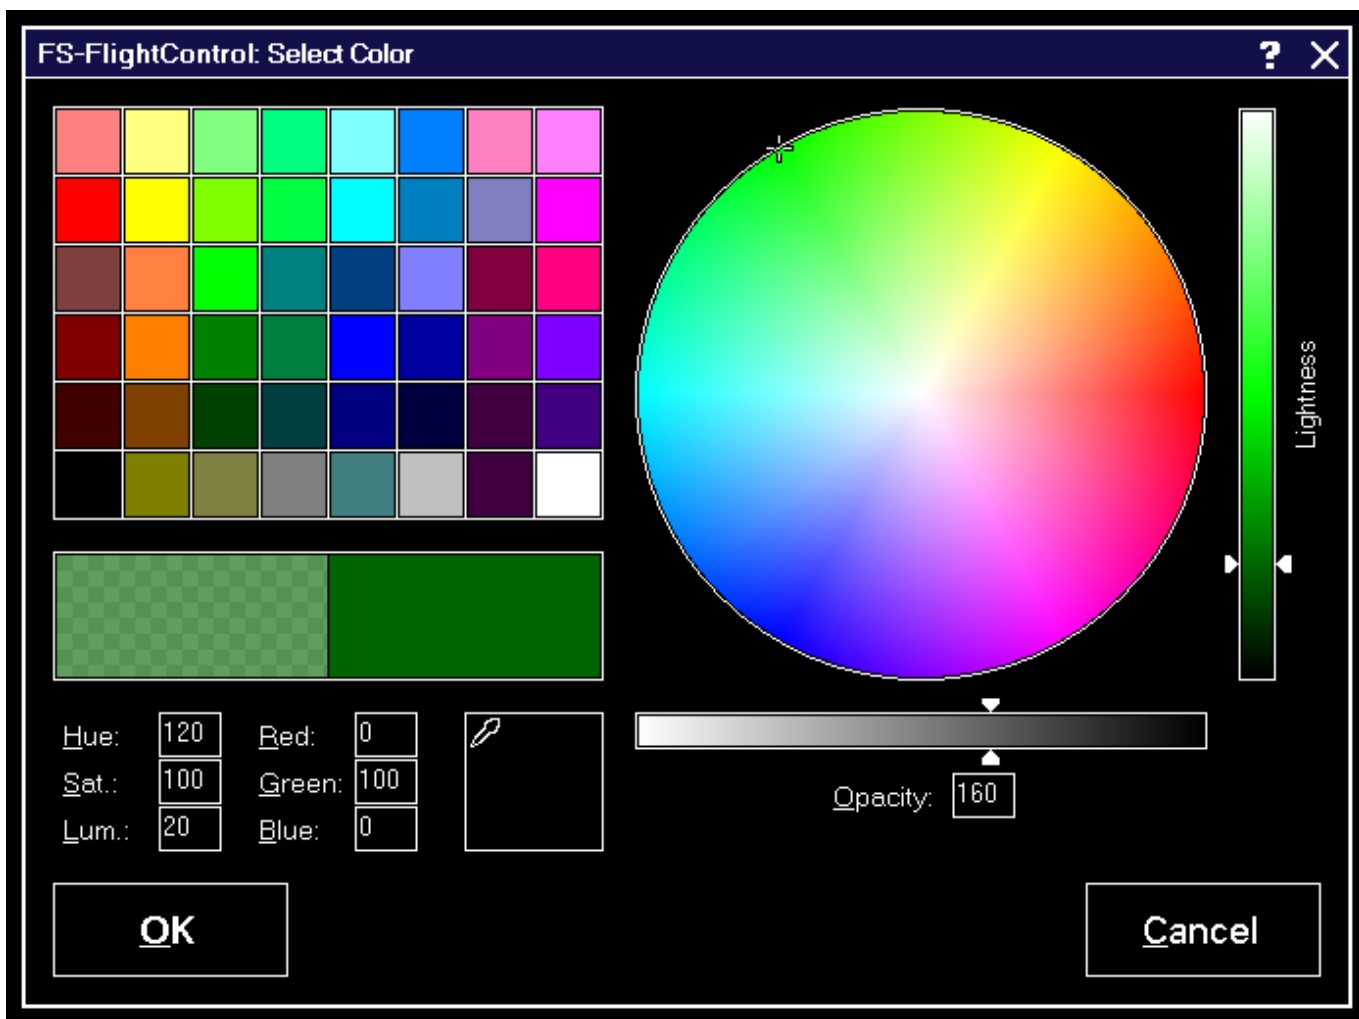 FS-FlightControl: Select Color
?
Lightness
Hue: 120 Red: 0
Sat.: 100 Green: 100
Lum.: 20 Blue: 0
Opacity: 160
OK
Cancel